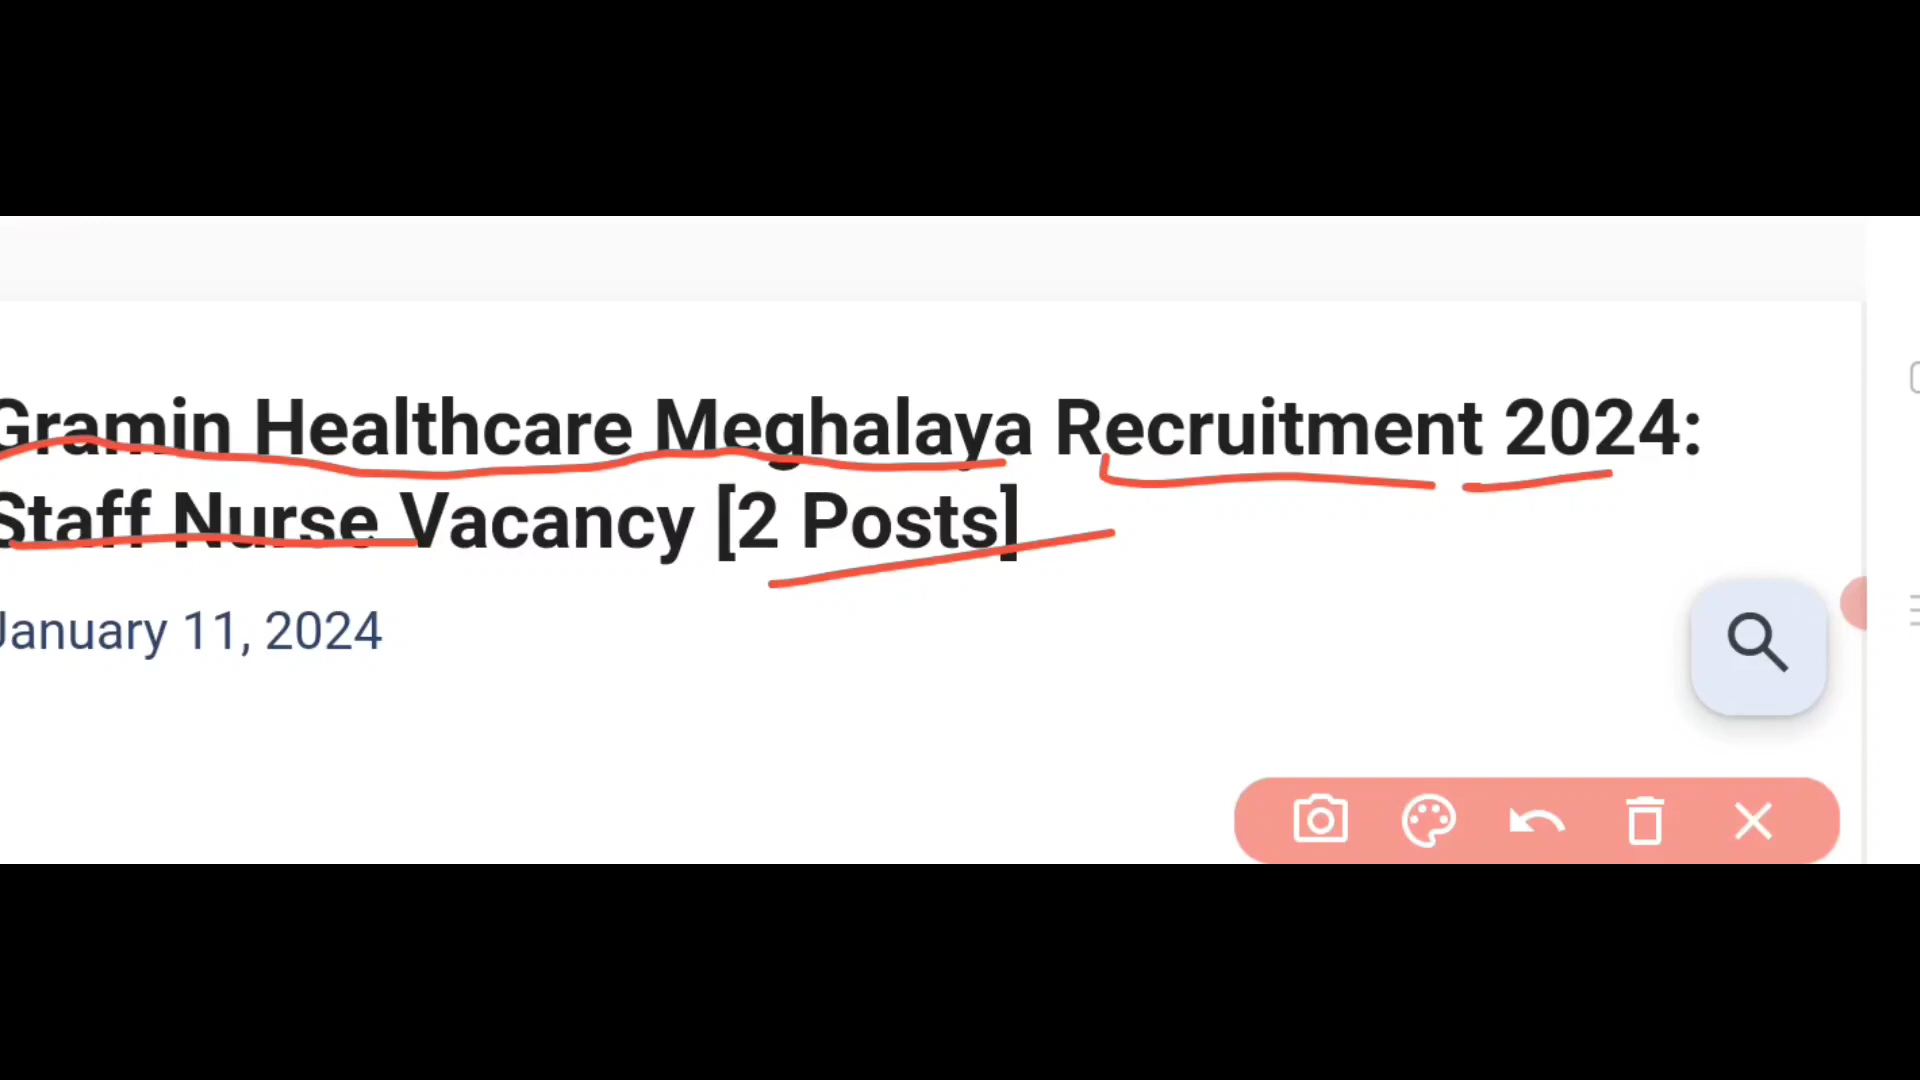 Gramin Healthcare Meghalaya Recruitment 2024:
Staff Nurse Vacancy [2 Posts]
January 11, 2024